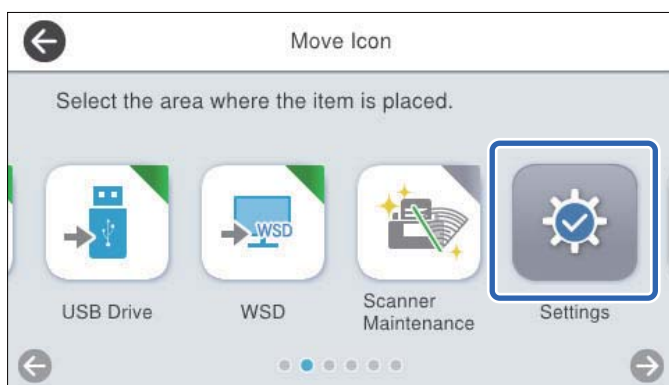 Move Icon
Select the area where the item is placed.
WSD
USB Drive
WSD
Scanner
Maintenance
Settings